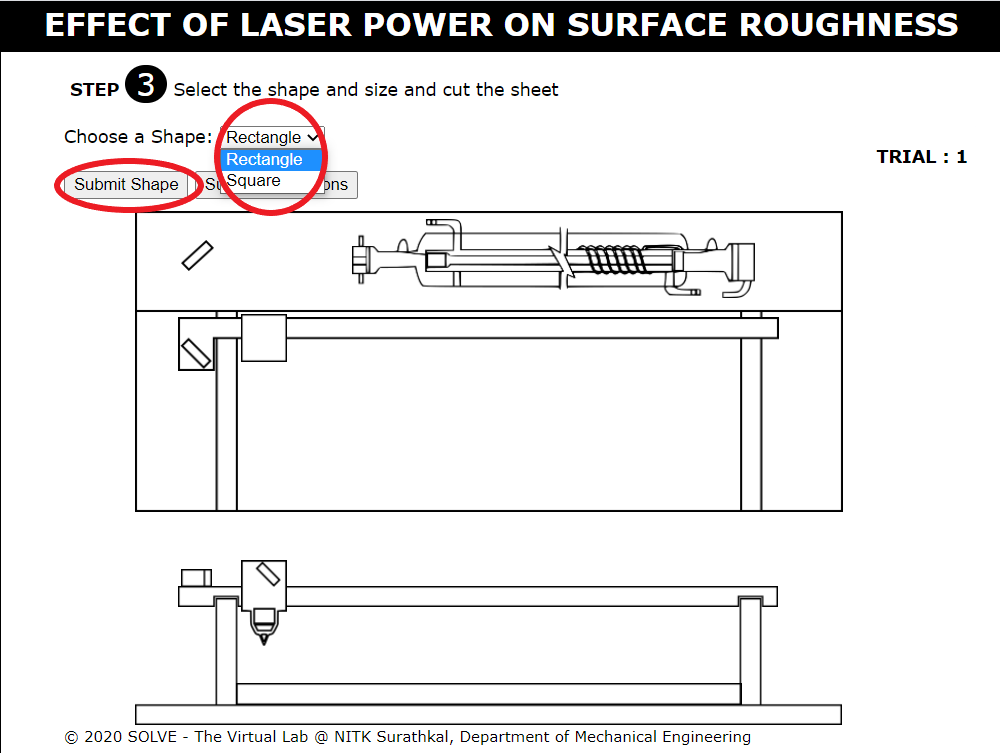 EFFECT OF LASER POWER ON SURFACE ROUGHNESS
STEP 3 Select the shape and size and cut the sheet
Choose a Shape: Rectangle
Rectangle
Square
TRIAL : 1
Submit Shape
© 2020 SOLVE - The Virtual Lab @ NITK Surathkal, Department of Mechanical Engineering